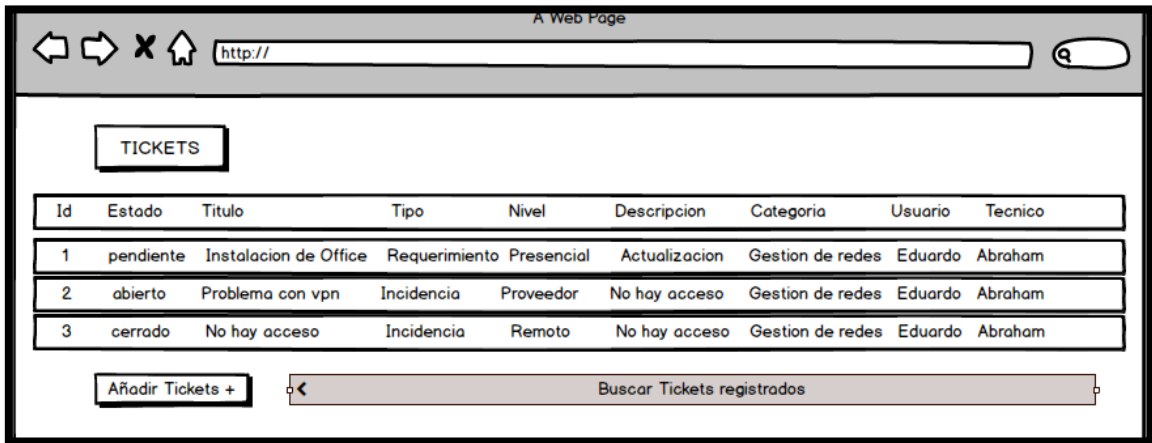 A Web Page
http://
TICKETS
Id Estado Titulo Tipo Nivel Descripcion Categoria Usuario Tecnico
1 pendiente Instalacion de Office Requerimiento Presencial Actualizacion Gestion de redes Eduardo Abraham
2 abierto Problema con vpn Incidencia Proveedor No hay acceso Gestion de redes Eduardo Abraham
3 cerrado No hay acceso Incidencia Remoto No hay acceso Gestion de redes Eduardo Abraham
Añadir Tickets + Buscar Tickets registrados